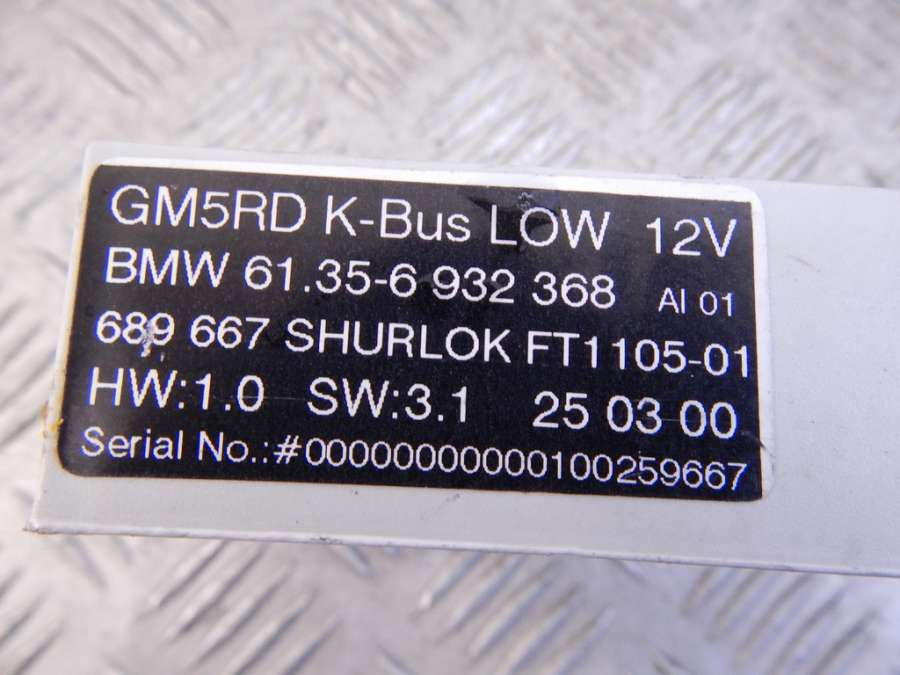 GM5RD K-Bus LOW 12V
BMW 61.35-6 932 368 AI 01
689 667 SHURLOK FT1105-01
HW:1.0 SW:3.1 25 03 00
Serial No.:#00000000000100259667